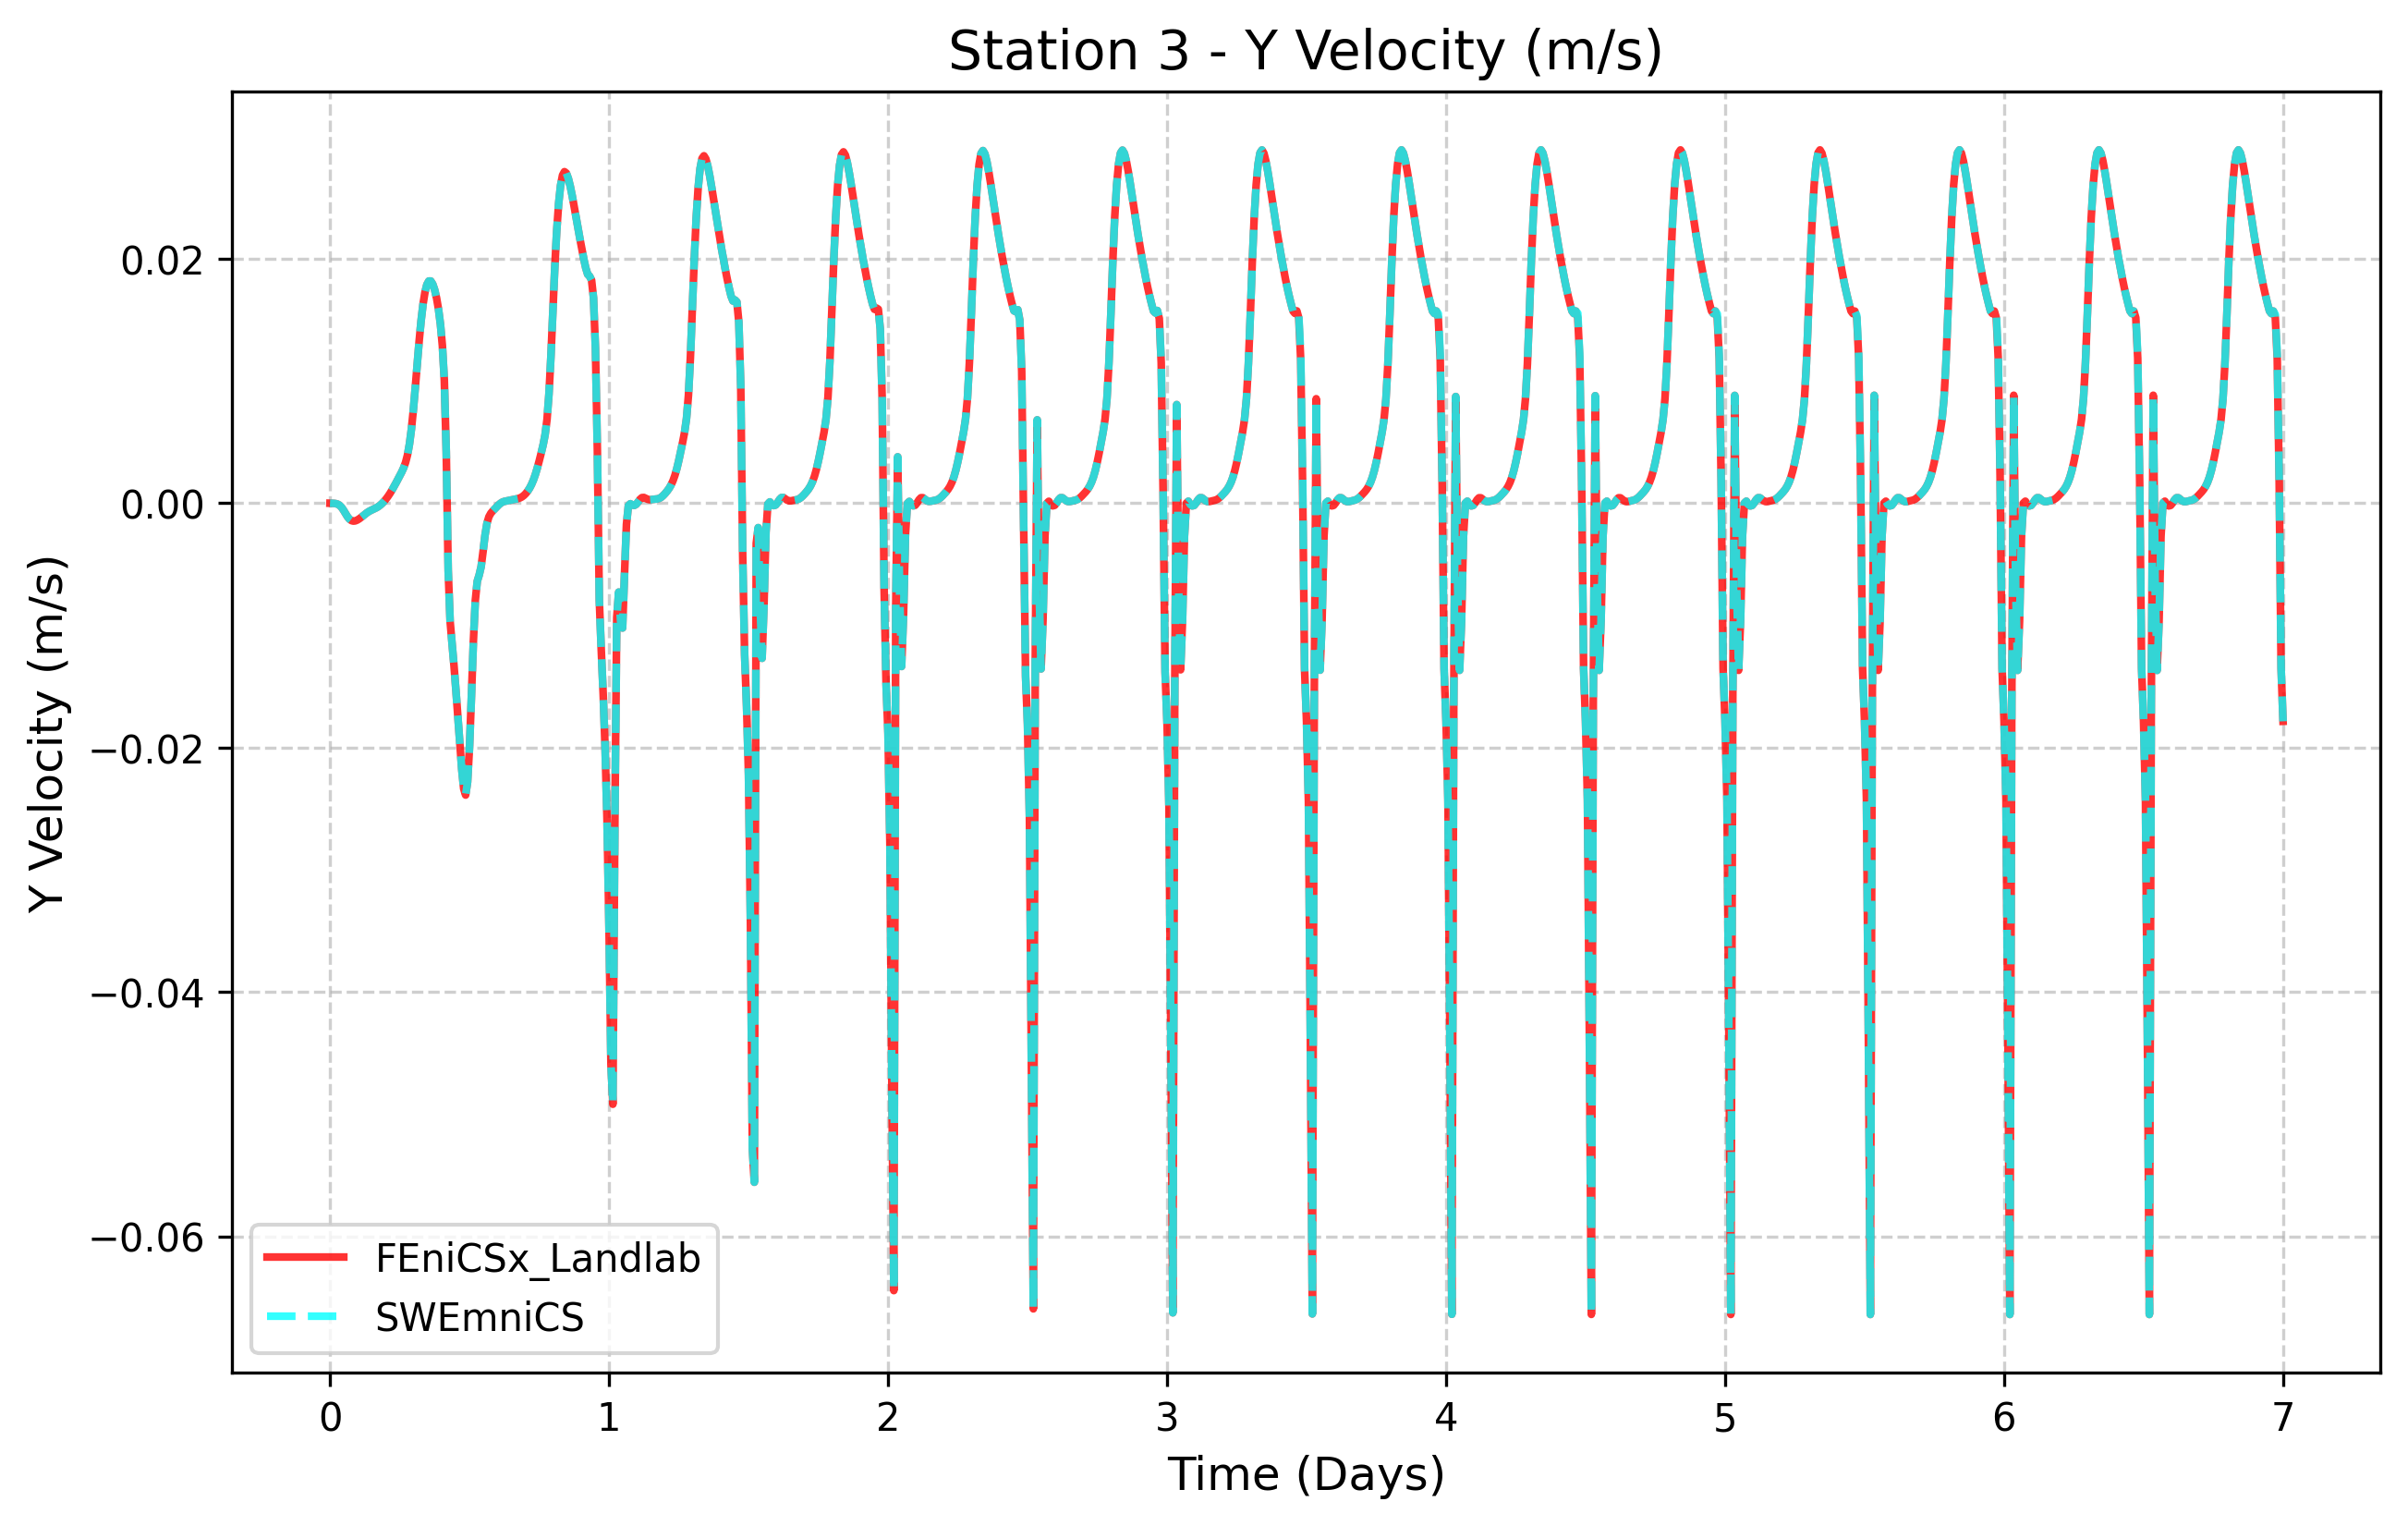 Station 3 - Y Velocity (m/s)
Y Velocity (m/s)
0.02
0.00
−0.02
−0.04
−0.06
FEniCSx_Landlab
SWEmniCS
0 1 2 3 4 5 6 7
Time (Days)